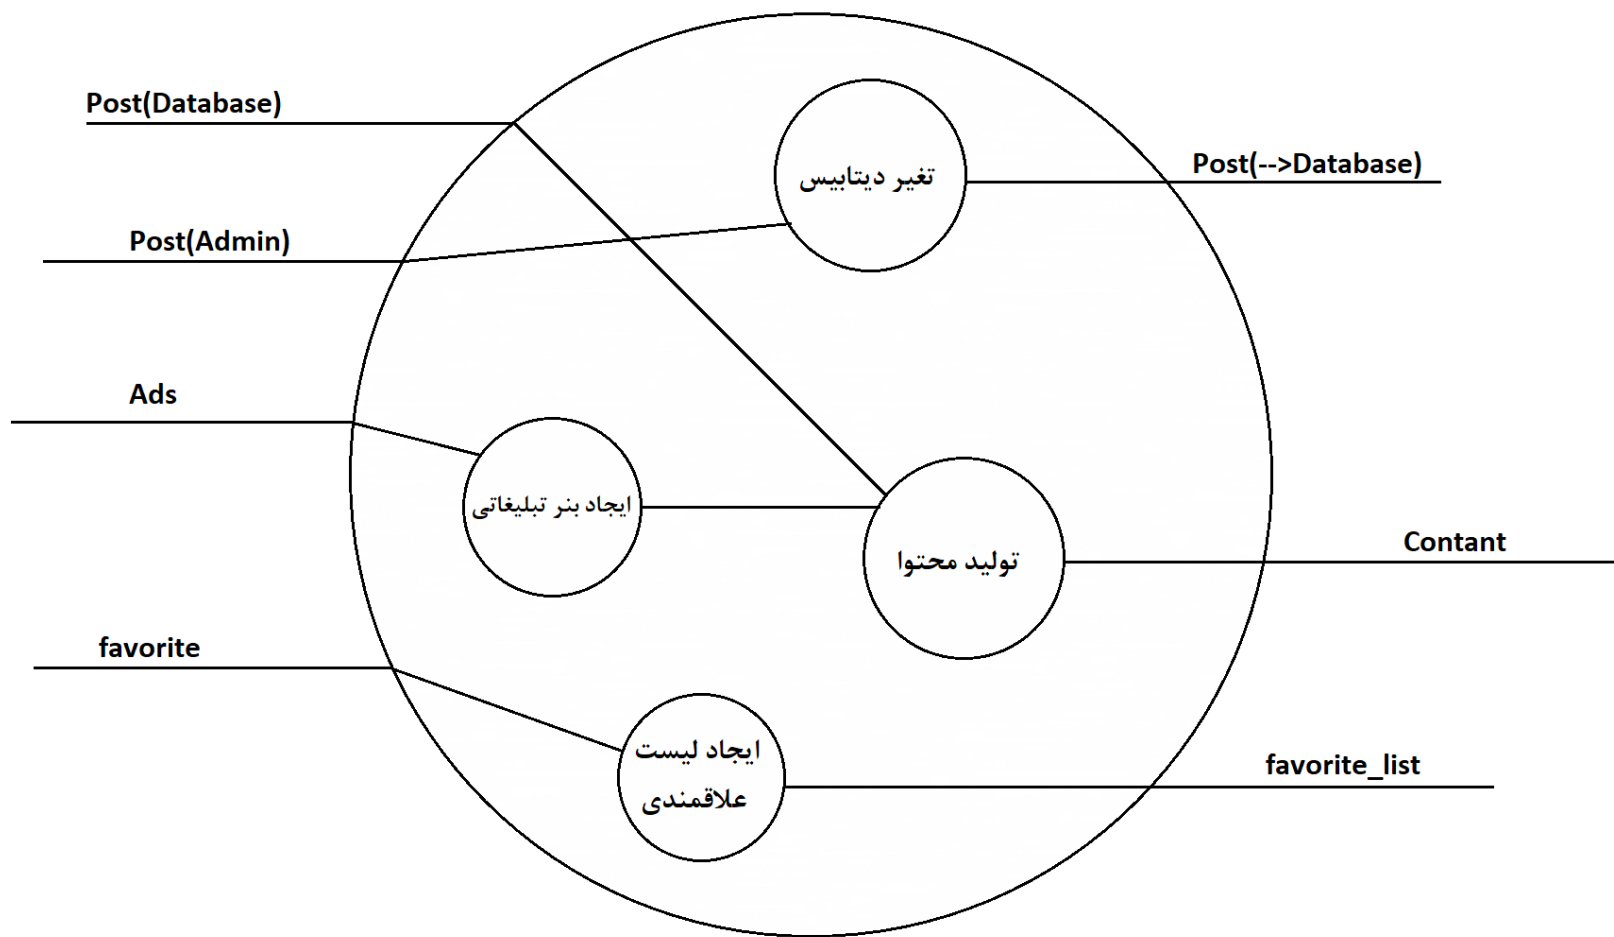 Post(Database)
تغیر دیتابیس
Post(-->Database)
Post(Admin)
Ads
ایجاد بنر تبلیغاتی
تولید محتوا
Contant
favorite
ایجاد لیست
علاقمندی
favorite_list